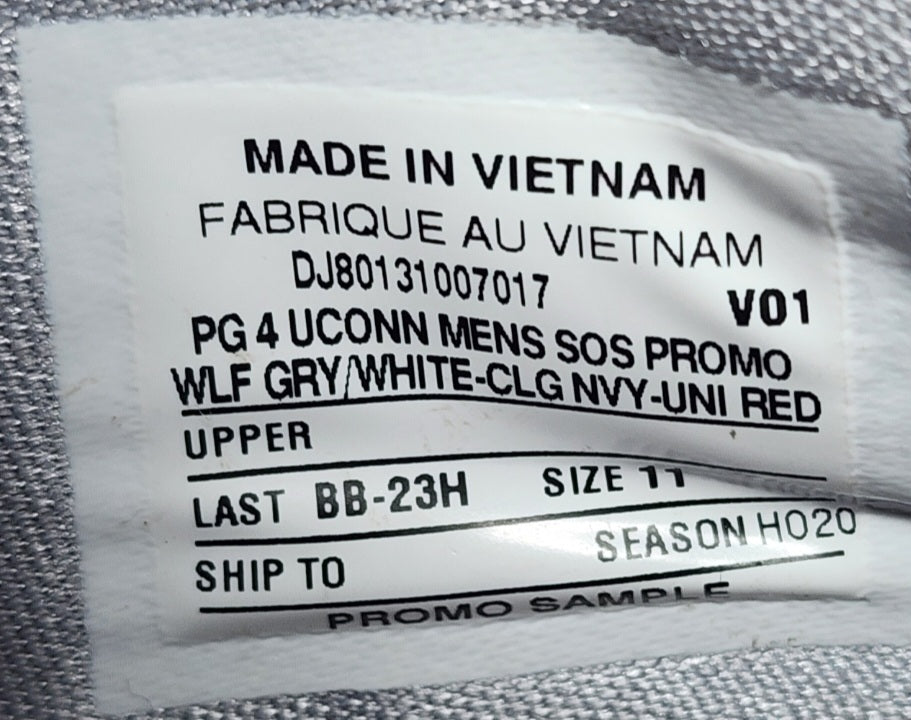 MADE IN VIETNAM
FABRIQUE AU VIETNAM
DJ80131007017
V01
PG 4 UCONN MENS SOS PROMO
WLF GRY/WHITE-CLG NVY-UNI RED
UPPER
LAST BB-23H SIZE 11
SHIP TO SEASON HO20
PROMO SAMPLE